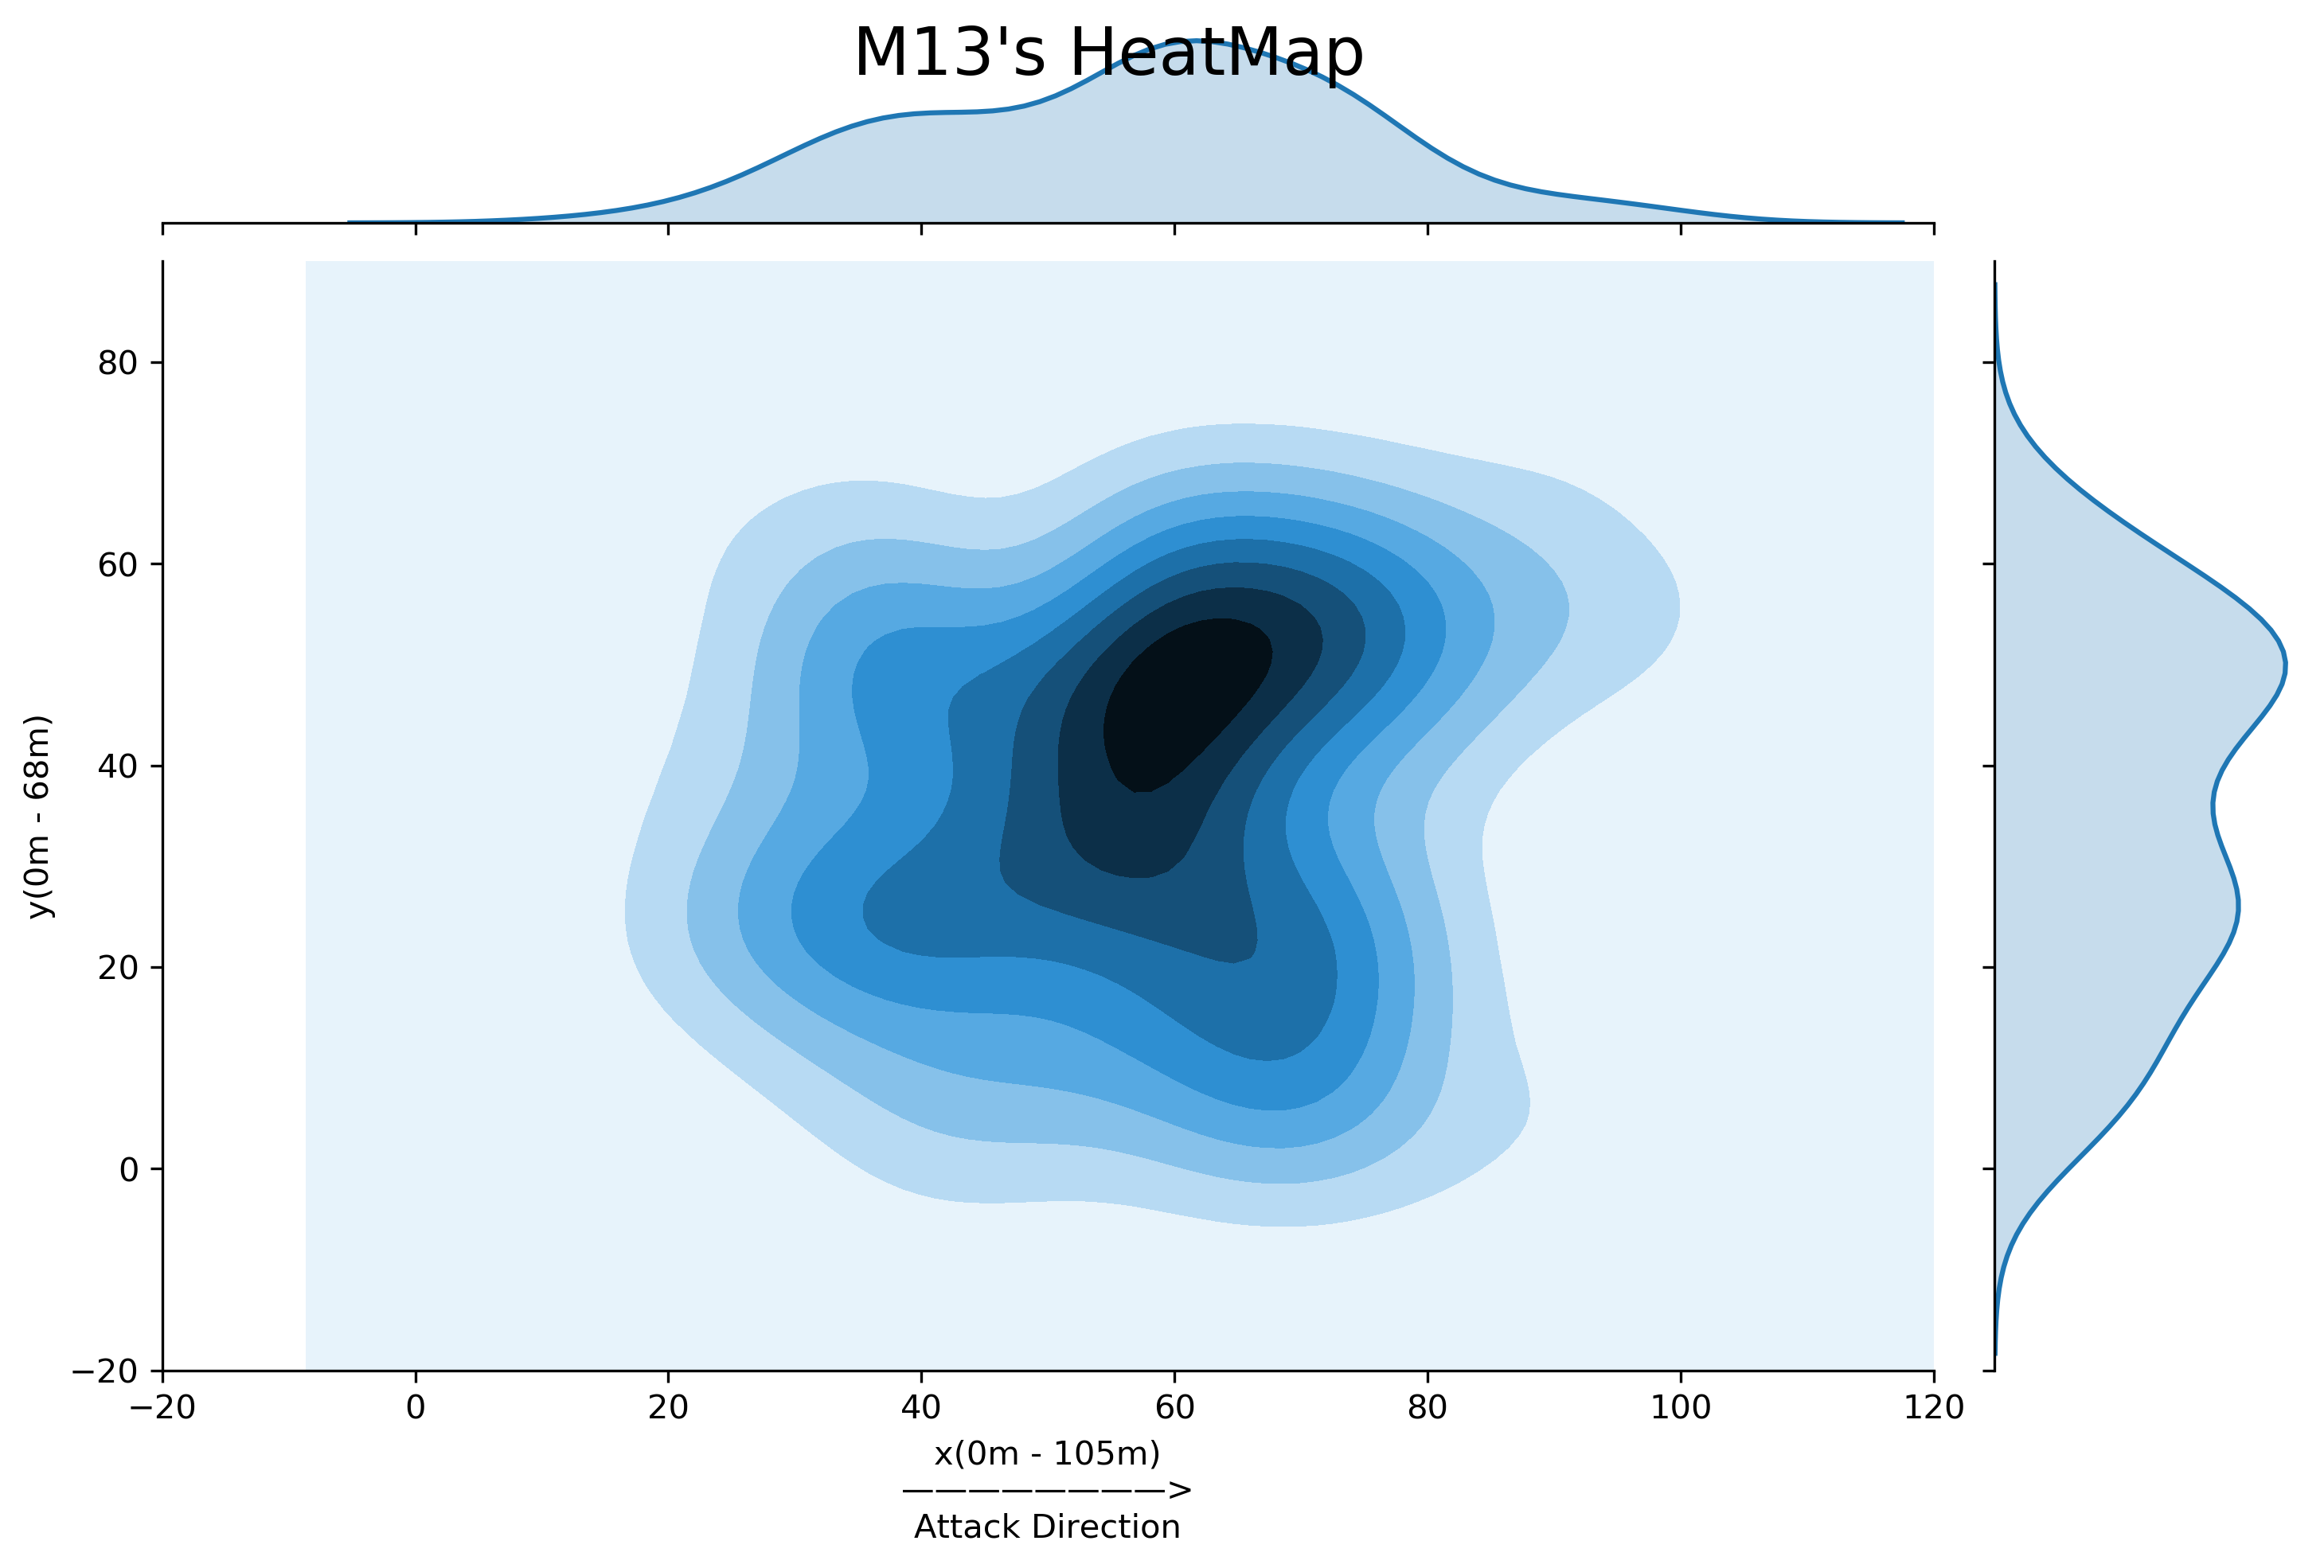 M13's HeatMap
80
60
40
20
0
−20
y(0m - 68m)
−20 0 20 40 60 80 100 120
x(0m - 105m)
————————>
Attack Direction